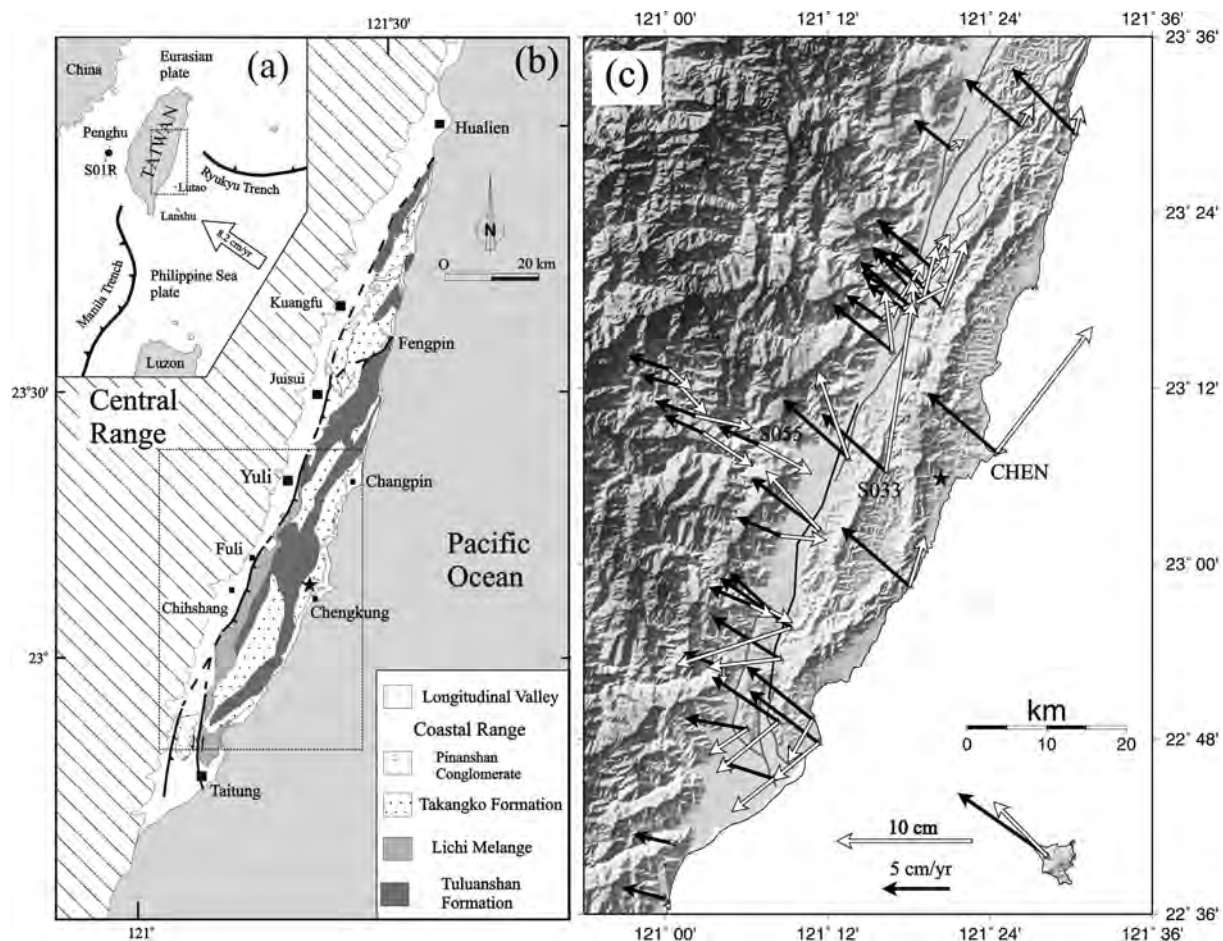 121°30'
(a)
(b)
China
Eurasian
plate
Penghu
S01R
TAIWAN
Lutao
Lanshu
Ryukyu Trench
8.2 cm/yr
Manila Trench
Philippine Sea
plate
Luzon
Hualien
N
O 20 km
Kuangfu
Fengpin
Juisui
23°30'
Central
Range
Yuli
Changpin
Fuli
Chihshang
Chengkung
Pacific
Ocean
23°
Taitung
121°
Longitudinal Valley
Coastal Range
Pinanshan
Conglomerate
Takangko Formation
Lichi Melange
Tuluanshan
Formation
121° 00' 121° 12' 121° 24' 121° 36'
(c)
23° 36'
23° 24'
23° 12'
S055
S033
CHEN
23° 00'
22° 48'
km
0 10 20
10 cm
5 cm/yr
22° 36'
121° 00' 121° 12' 121° 24' 121° 36'